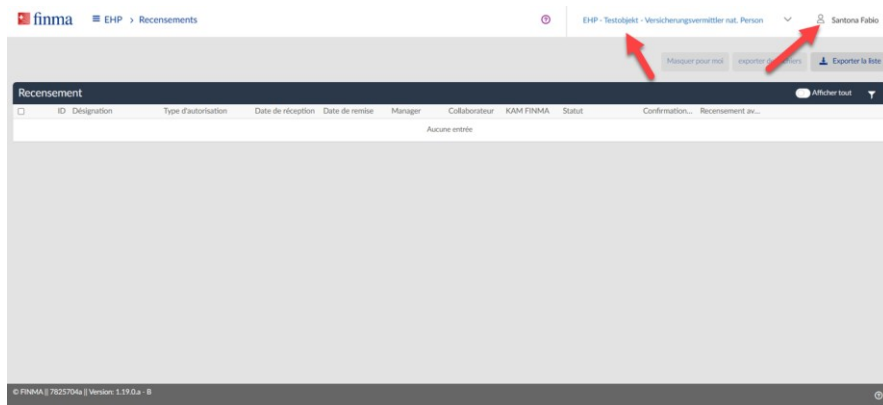 finma EHP > Recensements EHP - Testobjekt - Versicherungsvermittler nat. Person Santona Fabio
Masquer pour moi exporter Exporter la liste
Recensement Afficher tout
ID Désignation Type d'autorisation Date de réception Date de remise Manager Collaborateur KAM FINMA Statut Confirmation... Recensement av...
Aucune entrée
© FINMA || 7825704a || Version: 1.19.0.a - B